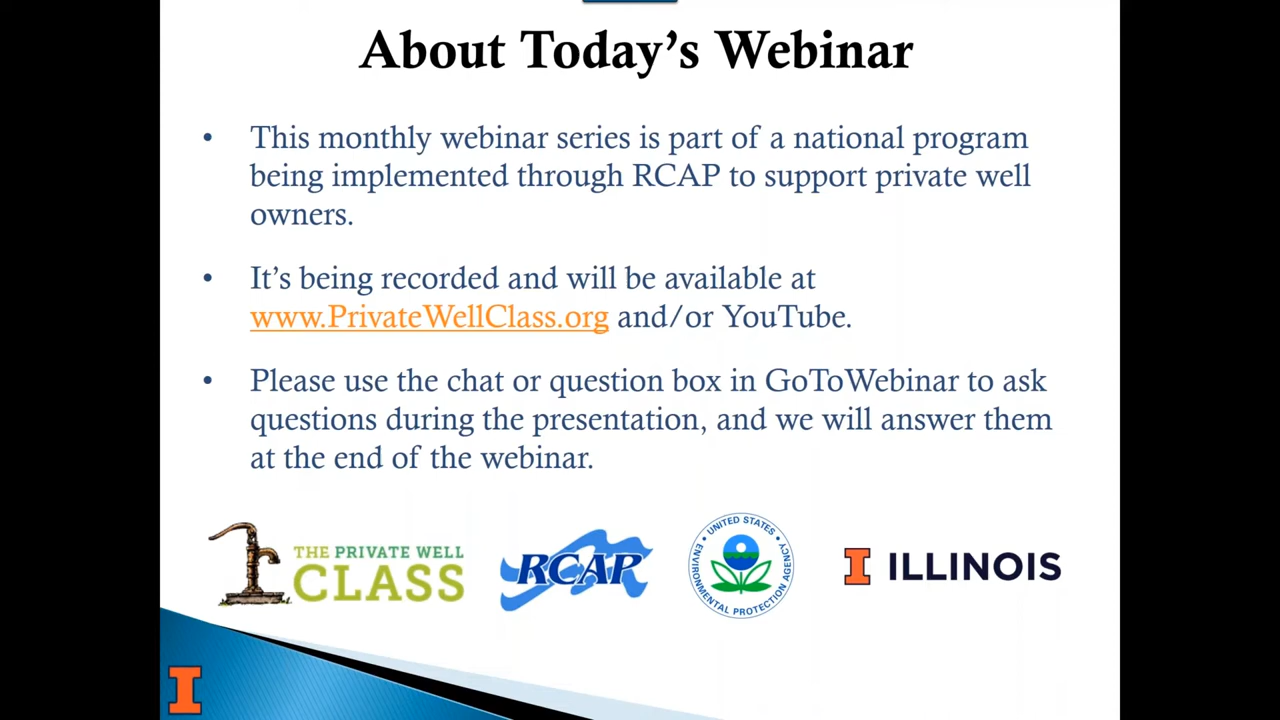 About Today's Webinar
• This monthly webinar series is part of a national program
being implemented through RCAP to support private well
owners.
• It's being recorded and will be available at
www.PrivateWellClass.org and/or YouTube.
• Please use the chat or question box in GoToWebinar to ask
questions during the presentation, and we will answer them
at the end of the webinar.
THE PRIVATE WELL
CLASS
RCAP
UNITED STATES
ENVIRONMENTAL PROTECTION AGENCY
I ILLINOIS
I